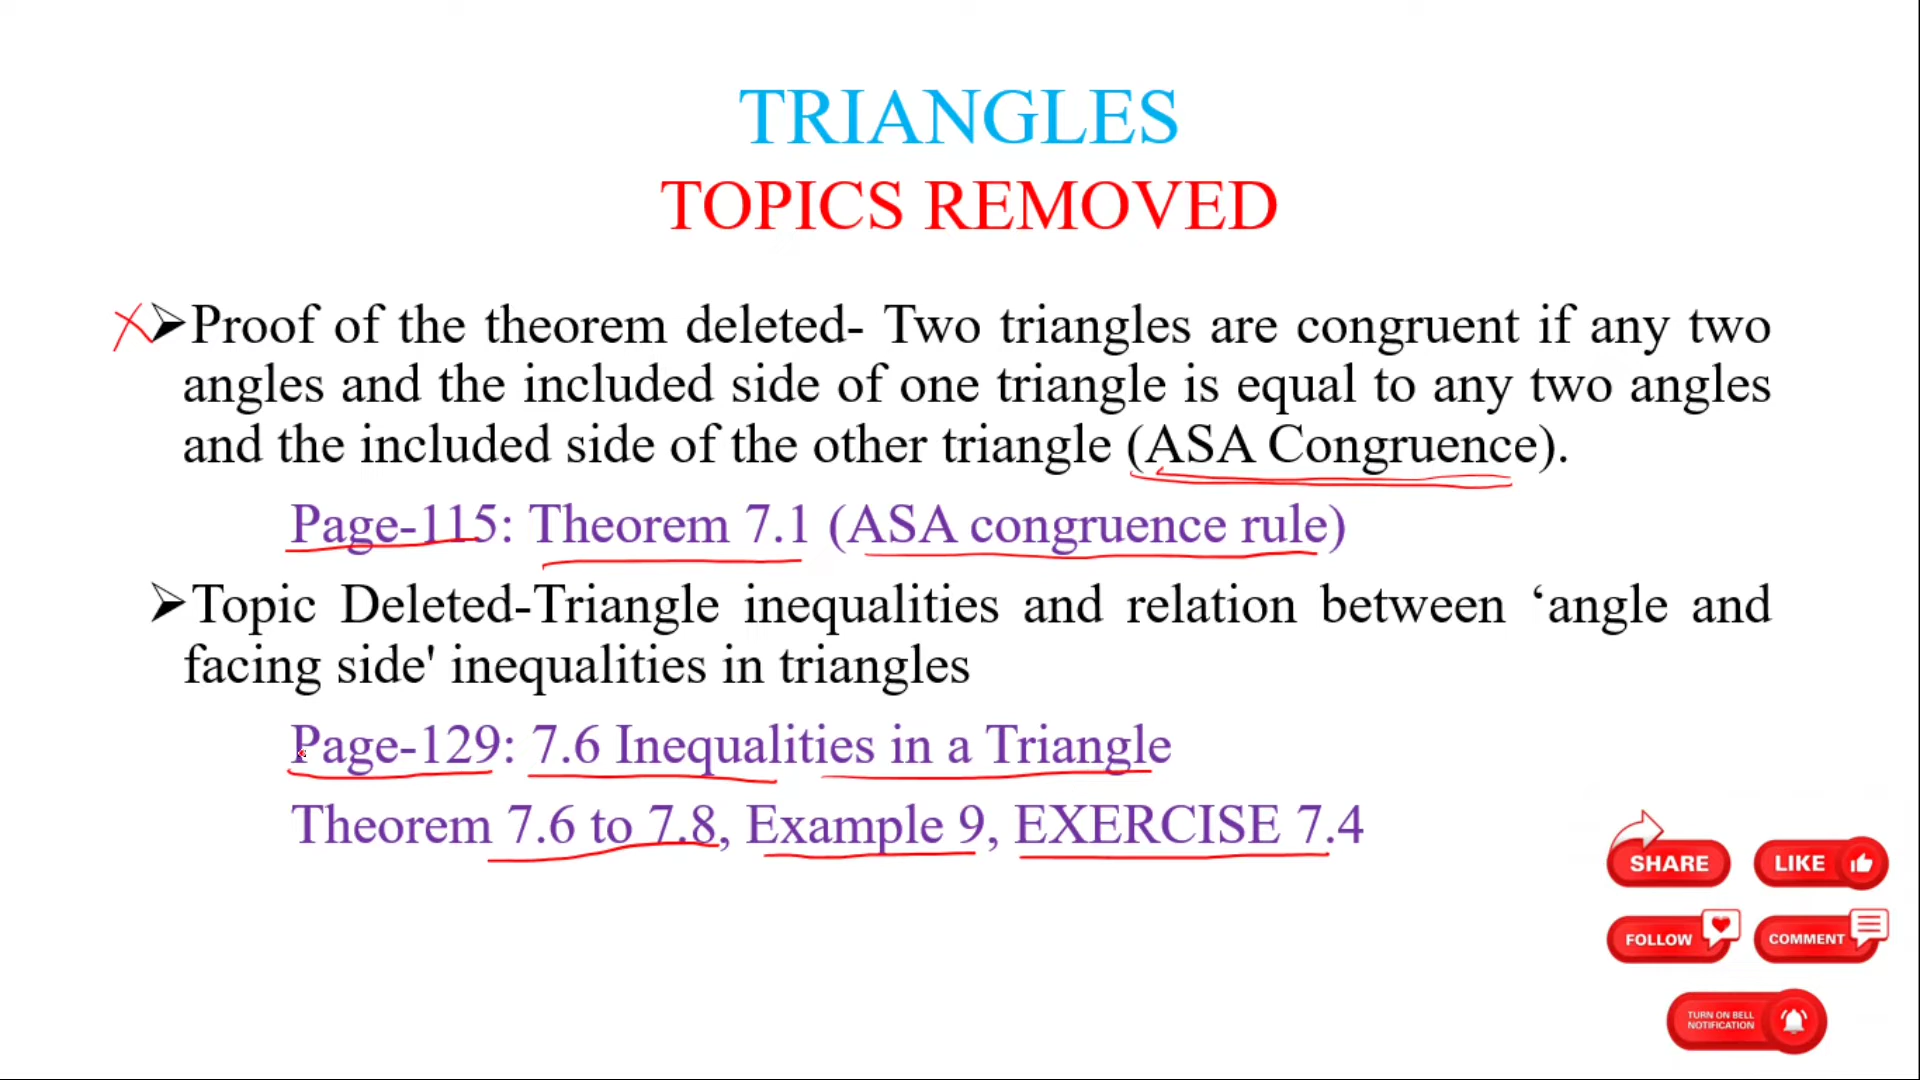 TRIANGLES
TOPICS REMOVED
➢Proof of the theorem deleted- Two triangles are congruent if any two
angles and the included side of one triangle is equal to any two angles
and the included side of the other triangle (ASA Congruence).
Page-115: Theorem 7.1 (ASA congruence rule)
➢Topic Deleted-Triangle inequalities and relation between ‘angle and
facing side' inequalities in triangles
Page-129: 7.6 Inequalities in a Triangle
Theorem 7.6 to 7.8, Example 9, EXERCISE 7.4
SHARE
LIKE
FOLLOW
COMMENT
TURN ON BELL
NOTIFICATION